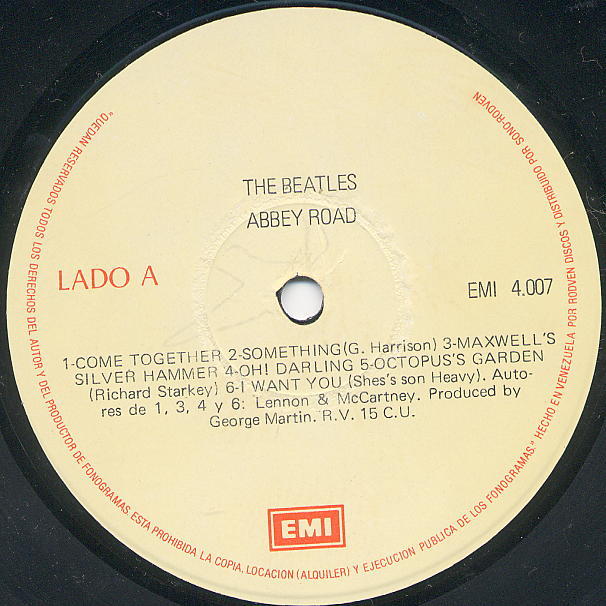 THE BEATLES
ABBEY ROAD
LADO A
EMI 4.007
1-COME TOGETHER 2-SOMETHING(G. Harrison) 3-MAXWELL'S
SILVER HAMMER 4-OH! DARLING 5-OCTOPUS'S GARDEN
(Richard Starkey) 6-I WANT YOU (Shes's son Heavy). Auto-
res de 1, 3, 4 y 6: Lennon & McCartney. Produced by
George Martin. R.V. 15 C.U.
EMI
"QUEDAN RESERVADOS TODOS LOS DERECHOS DEL AUTOR Y DEL PRODUCTOR DE FONOGRAMAS. ESTA PROHIBIDA LA COPIA, LOCACION (ALQUILER) Y EJECUCION PUBLICA DE LOS FONOGRAMAS." HECHO EN VENEZUELA POR RODVEN DISCOS Y DISTRIBUIDO POR SONO-RODVEN